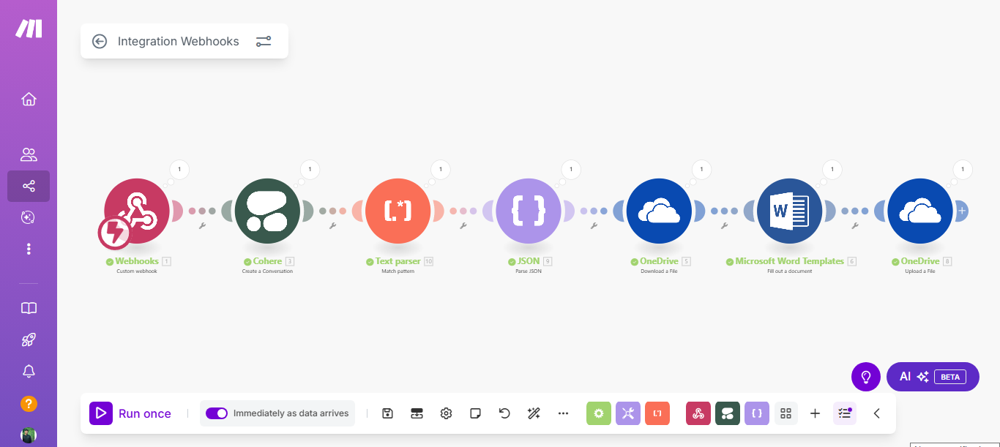 Integration Webhooks
1 1 1 1 1 1 1
[.*] { } W
Webhooks 1
Custom webhook
Cohere 3
Create a Conversation
Text parser 10
Match pattern
JSON 9
Parse JSON
OneDrive 5
Download a File
Microsoft Word Templates 6
Fill out a document
OneDrive 8
Upload a File
AI BETA
?
Run once
Immediately as data arrives